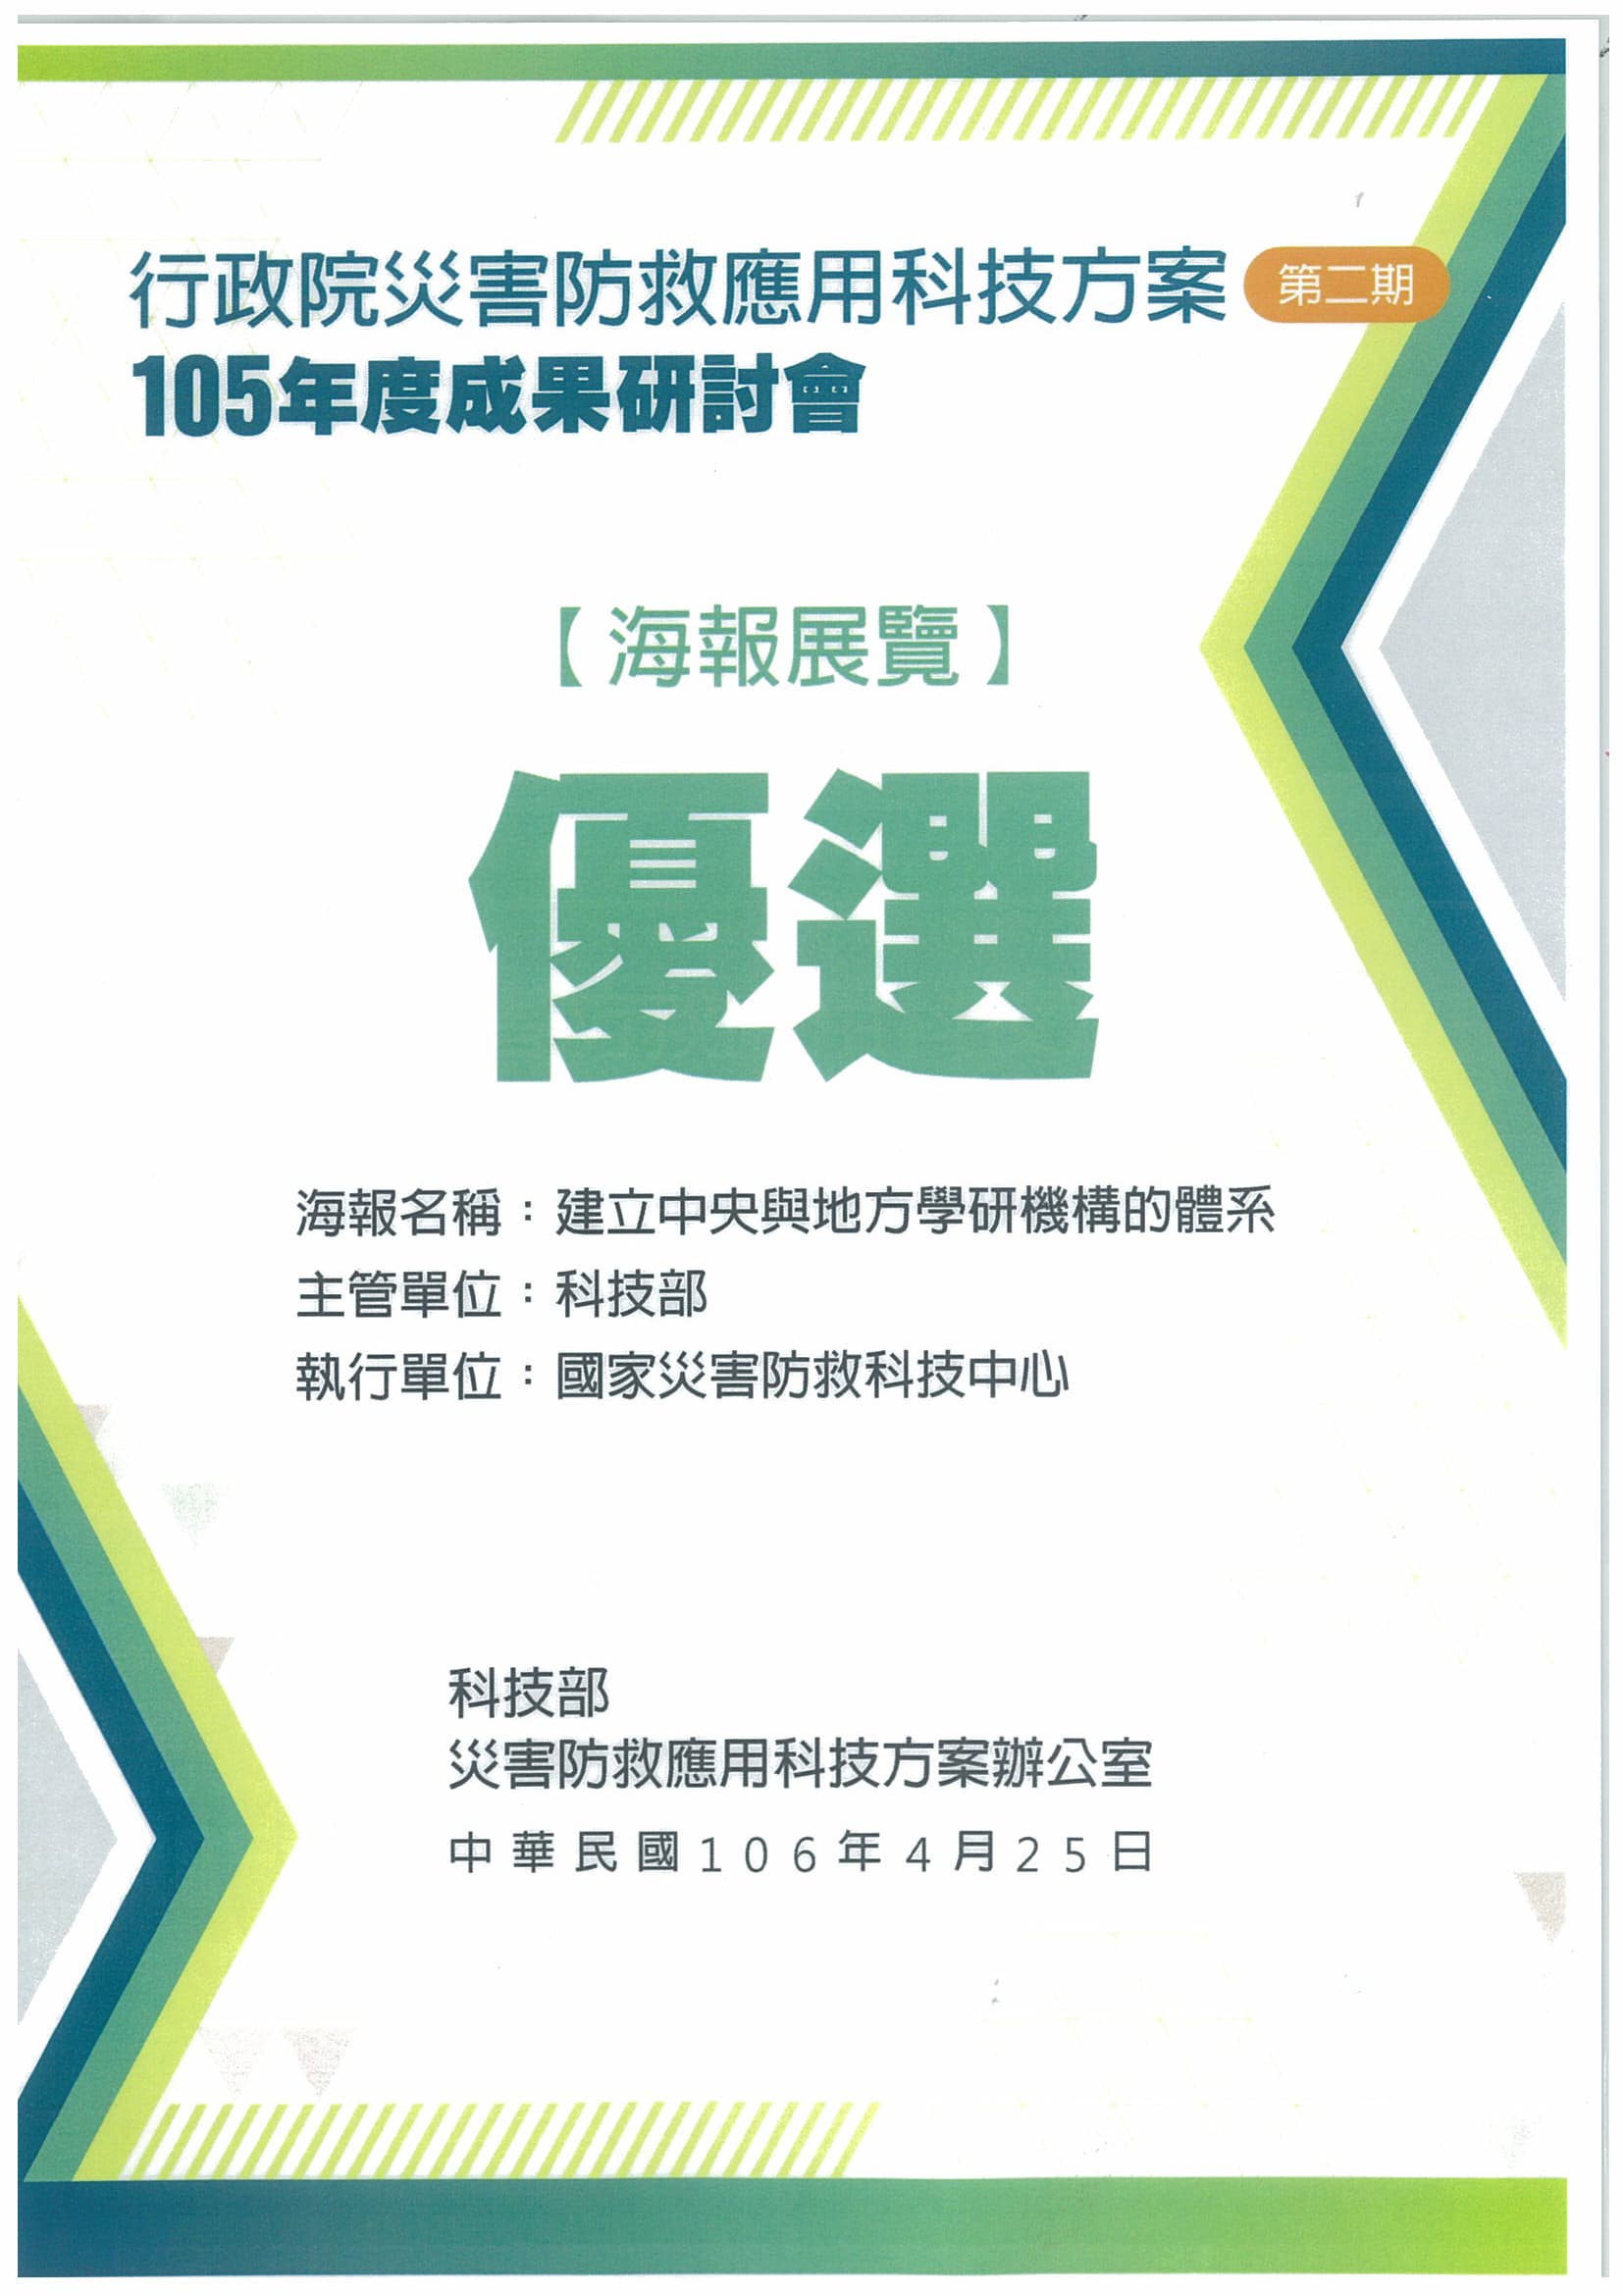 行政院災害防救應用科技方案 第二期
105年度成果研討會
【海報展覽】
優選
海報名稱：建立中央與地方學研機構的體系
主管單位：科技部
執行單位：國家災害防救科技中心
科技部
災害防救應用科技方案辦公室
中華民國106年4月25日